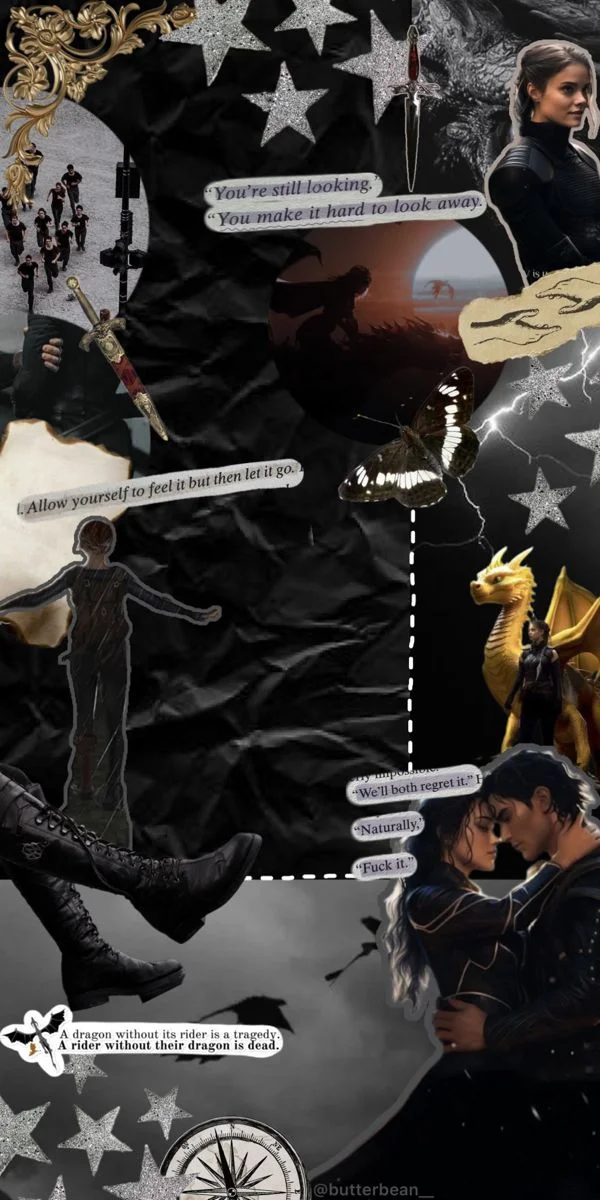 “You’re still looking.”
“You make it hard to look away.
Allow yourself to feel it but then let it go.
“We’ll both regret it.”
“Naturally,”
“Fuck it.”
A dragon without its rider is a tragedy.
A rider without their dragon is dead.
@butterbean_